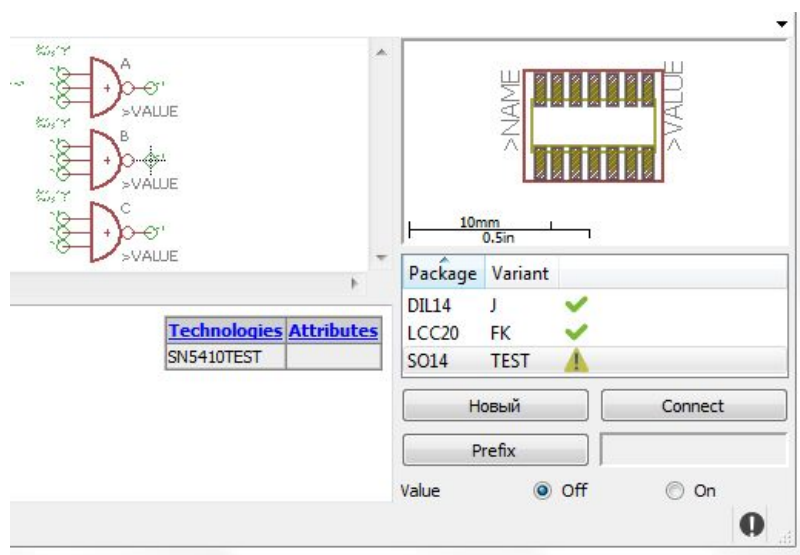 A
>VALUE
B
>VALUE
C
>VALUE
>NAME
>VALUE
10mm
0.5in
Package Variant
DIL14 J
LCC20 FK
SO14 TEST
Technologies Attributes
SN5410TEST
Новый Connect
Prefix
Value Off On